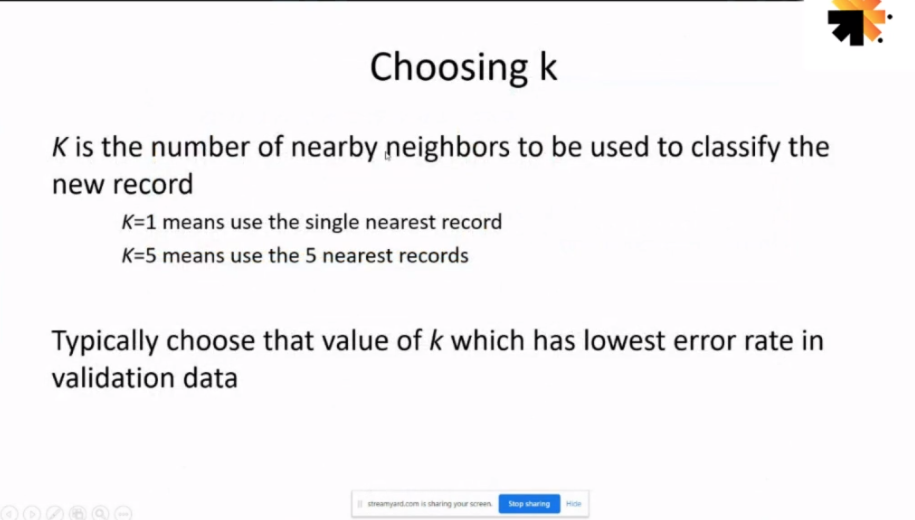 Choosing k
K is the number of nearby neighbors to be used to classify the
new record
K=1 means use the single nearest record
K=5 means use the 5 nearest records
Typically choose that value of k which has lowest error rate in
validation data
streamyard.com is sharing your screen. Stop sharing Hide